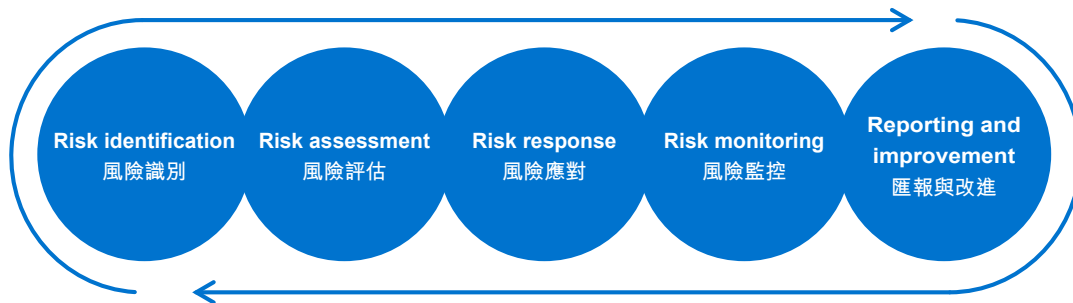 Risk identification
風險識別
Risk assessment
風險評估
Risk response
風險應對
Risk monitoring
風險監控
Reporting and
improvement
匯報與改進